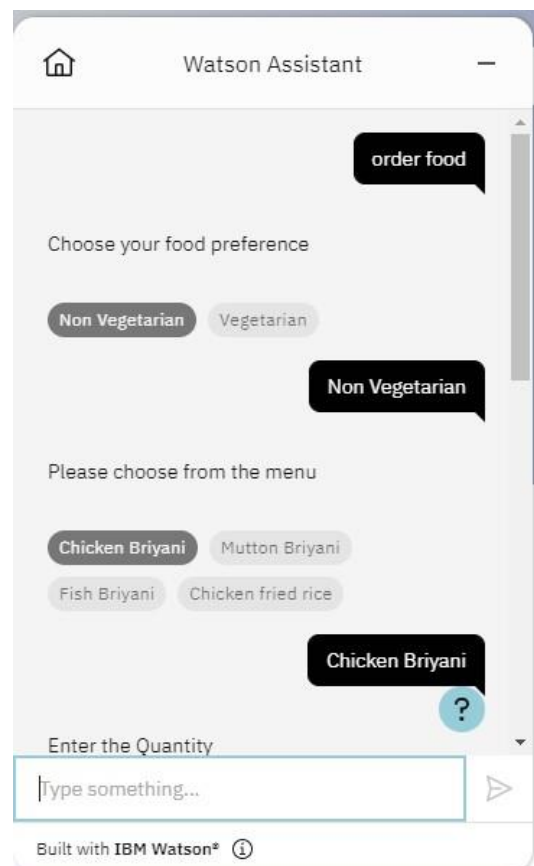 Watson Assistant
order food
Choose your food preference
Non Vegetarian Vegetarian
Non Vegetarian
Please choose from the menu
Chicken Briyani Mutton Briyani
Fish Briyani Chicken fried rice
Chicken Briyani
?
Enter the Quantity
Type something...
Built with IBM Watson®